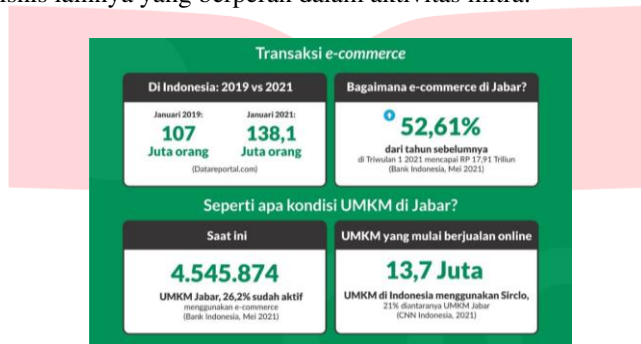 bisnis lainnya yang berperan dalam aktivitas mitra.
Transaksi e-commerce
Di Indonesia: 2019 vs 2021
Januari 2019:
107
Juta orang
Januari 2021:
138,1
Juta orang
(Datareportal.com)
Bagaimana e-commerce di Jabar?
52,61%
dari tahun sebelumnya
di Triwulan 1 2021 mencapai RP 17,91 Triliun
(Bank Indonesia, Mei 2021)
Seperti apa kondisi UMKM di Jabar?
Saat ini
4.545.874
UMKM Jabar, 26,2% sudah aktif
menggunakan e-commerce
(Bank Indonesia, Mei 2021)
UMKM yang mulai berjualan online
13,7 Juta
UMKM di Indonesia menggunakan Sirclo,
21% diantaranya UMKM Jabar
(CNN Indonesia, 2021)